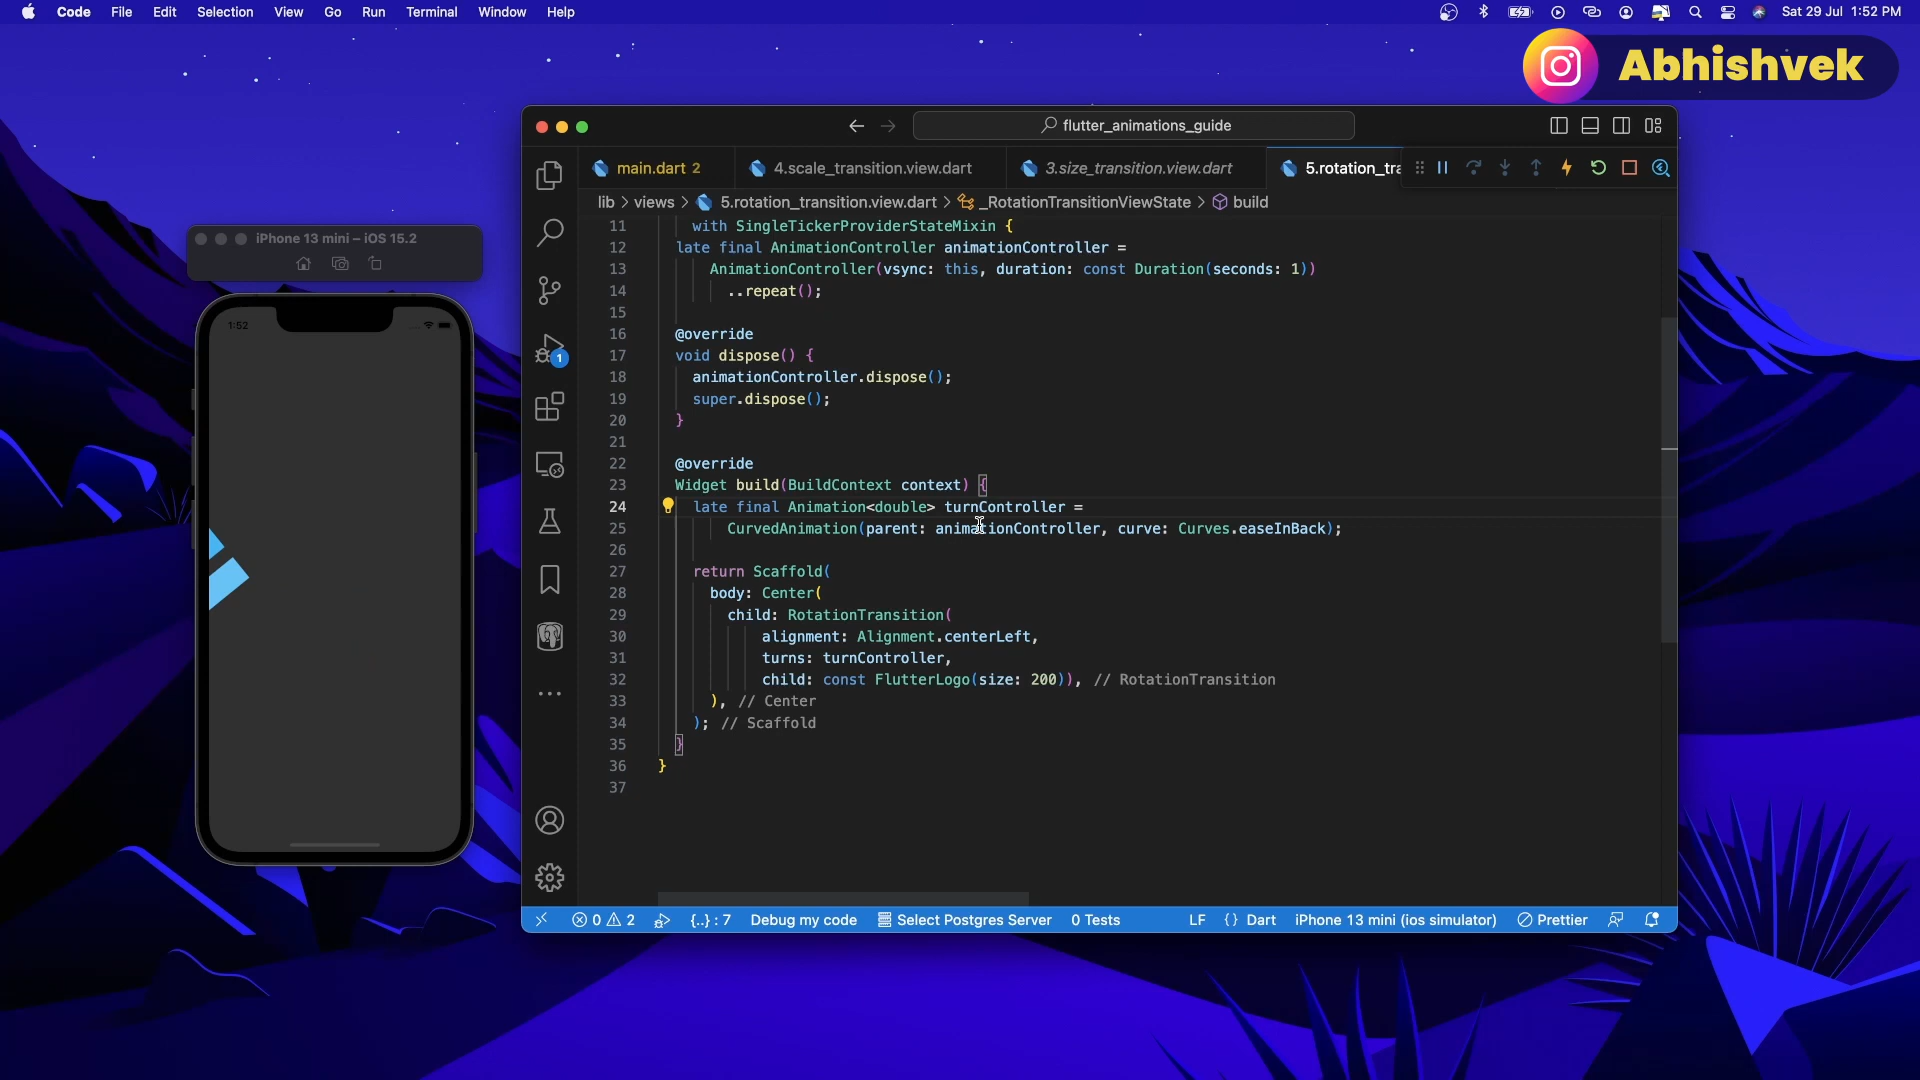 Code File Edit Selection View Go Run Terminal Window Help
Sat 29 Jul 1:52 PM
Abhishvek
flutter_animations_guide
main.dart 2
4.scale_transition.view.dart
3.size_transition.view.dart
5.rotation_tra
lib > views > 5.rotation_transition.view.dart > _RotationTransitionViewState > build
iPhone 13 mini – iOS 15.2
1:52
1
11 with SingleTickerProviderStateMixin {
12 late final AnimationController animationController =
13 AnimationController(vsync: this, duration: const Duration(seconds: 1))
14 ..repeat();
15
16 @override
17 void dispose() {
18 animationController.dispose();
19 super.dispose();
20 }
21
22 @override
23 Widget build(BuildContext context) {
24 late final Animation<double> turnController =
25 CurvedAnimation(parent: animationController, curve: Curves.easeInBack);
26
27 return Scaffold(
28 body: Center(
29 child: RotationTransition(
30 alignment: Alignment.centerLeft,
31 turns: turnController,
32 child: const FlutterLogo(size: 200)), // RotationTransition
33 ), // Center
34 ); // Scaffold
35 }
36 }
37
0 2 {..} : 7 Debug my code Select Postgres Server 0 Tests LF {} Dart iPhone 13 mini (ios simulator) Prettier